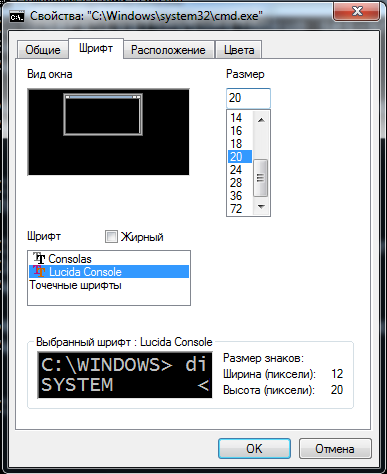 Свойства: "C:\Windows\system32\cmd.exe"
Общие Шрифт Расположение Цвета
Вид окна
Размер
20
14
16
18
20
24
28
36
72
Шрифт
Жирный
Consolas
Lucida Console
Точечные шрифты
Выбранный шрифт : Lucida Console
C:\WINDOWS> di
SYSTEM <
Размер знаков:
Ширина (пиксели): 12
Высота (пиксели): 20
OK Отмена